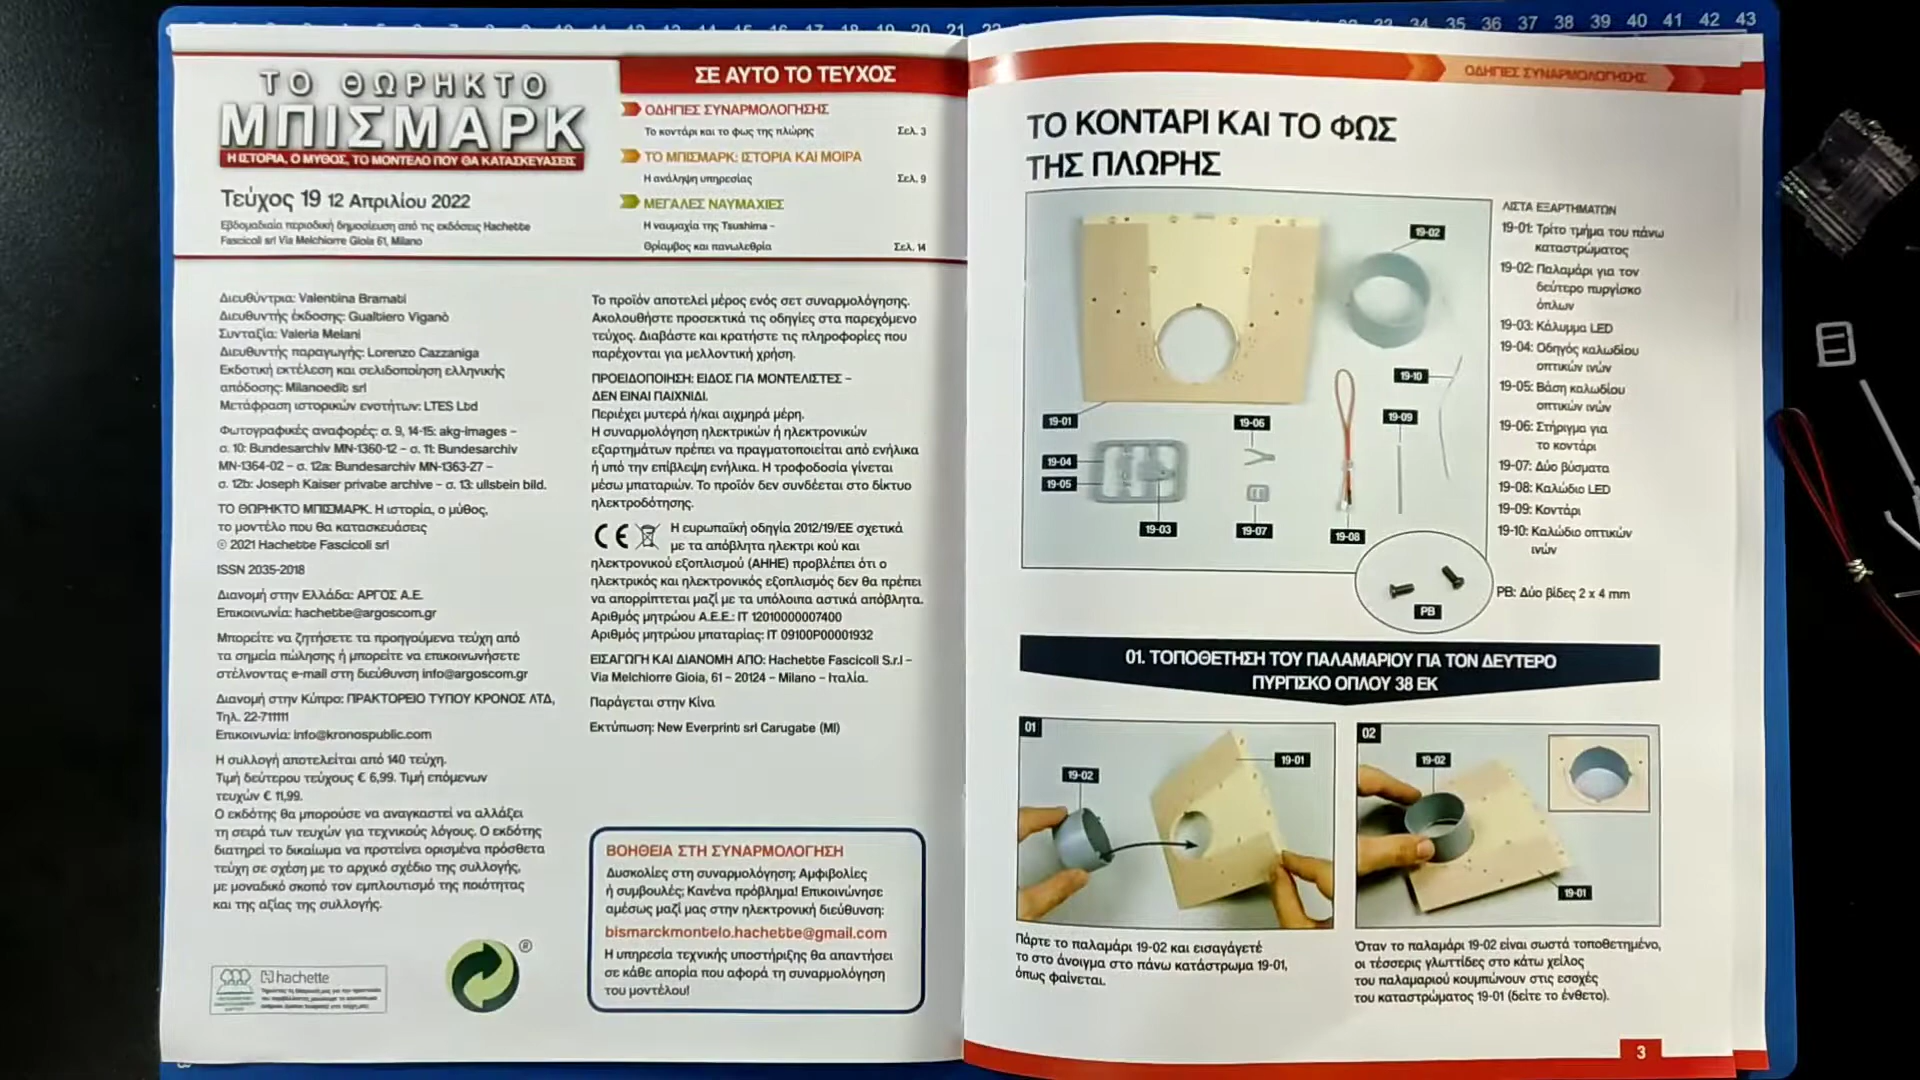 ΤΟ ΘΩΡΗΚΤΟ
ΜΠΙΣΜΑΡΚ
Η ΙΣΤΟΡΙΑ, Ο ΜΥΘΟΣ, ΤΟ ΜΟΝΤΕΛΟ ΠΟΥ ΘΑ ΚΑΤΑΣΚΕΥΑΣΕΙΣ
Τεύχος 19 12 Απριλίου 2022
Εβδομαδιαία περιοδική δημοσίευση από τις εκδόσεις Hachette
Fascicoli srl Via Melchiorre Gioia 61, Milano
ΣΕ ΑΥΤΟ ΤΟ ΤΕΥΧΟΣ
ΟΔΗΓΙΕΣ ΣΥΝΑΡΜΟΛΟΓΗΣΗΣ
Το κοντάρι και το φως της πλώρης Σελ. 3
ΤΟ ΜΠΙΣΜΑΡΚ: ΙΣΤΟΡΙΑ ΚΑΙ ΜΟΙΡΑ
Η ανάληψη υπηρεσίας Σελ. 9
ΜΕΓΑΛΕΣ ΝΑΥΜΑΧΙΕΣ
Η ναυμαχία της Tsushima –
Θρίαμβος και πανωλεθρία Σελ. 14
Διευθύντρια: Valentina Bramati
Διευθυντής έκδοσης: Gualtiero Viganò
Συνταξία: Valeria Melani
Διευθυντής παραγωγής: Lorenzo Cazzaniga
Εκδοτική εκτέλεση και σελιδοποίηση ελληνικής
απόδοσης: Milanoedit srl
Μετάφραση ιστορικών ενοτήτων: LTES Ltd
Φωτογραφικές αναφορές: σ. 9, 14-15: akg-images –
σ. 10: Bundesarchiv MN-1360-12 – σ. 11: Bundesarchiv
MN-1364-02 – σ. 12a: Bundesarchiv MN-1363-27 –
σ. 12b: Joseph Kaiser private archive – σ. 13: ullstein bild.
ΤΟ ΘΩΡΗΚΤΟ ΜΠΙΣΜΑΡΚ. Η ιστορία, ο μύθος,
το μοντέλο που θα κατασκευάσεις
© 2021 Hachette Fascicoli srl
ISSN 2035-2018
Διανομή στην Ελλάδα: ΑΡΓΟΣ Α.Ε.
Επικοινωνία: hachette@argoscom.gr
Μπορείτε να ζητήσετε τα προηγούμενα τεύχη από
τα σημεία πώλησης ή μπορείτε να επικοινωνήσετε
στέλνοντας e-mail στη διεύθυνση info@argoscom.gr
Διανομή στην Κύπρο: ΠΡΑΚΤΟΡΕΙΟ ΤΥΠΟΥ ΚΡΟΝΟΣ ΛΤΔ,
Τηλ. 22-711111
Επικοινωνία: info@kronospublic.com
Η συλλογή αποτελείται από 140 τεύχη.
Τιμή δεύτερου τεύχους € 6,99. Τιμή επόμενων
τευχών € 11,99.
Ο εκδότης θα μπορούσε να αναγκαστεί να αλλάξει
τη σειρά των τευχών για τεχνικούς λόγους. Ο εκδότης
διατηρεί το δικαίωμα να προτείνει ορισμένα πρόσθετα
τεύχη σε σχέση με το αρχικό σχέδιο της συλλογής,
με μοναδικό σκοπό τον εμπλουτισμό της ποιότητας
και της αξίας της συλλογής.
hachette
®
Το προϊόν αποτελεί μέρος ενός σετ συναρμολόγησης.
Ακολουθήστε προσεκτικά τις οδηγίες στα παρεχόμενο
τεύχος. Διαβάστε και κρατήστε τις πληροφορίες που
παρέχονται για μελλοντική χρήση.
ΠΡΟΕΙΔΟΠΟΙΗΣΗ: ΕΙΔΟΣ ΓΙΑ ΜΟΝΤΕΛΙΣΤΕΣ –
ΔΕΝ ΕΙΝΑΙ ΠΑΙΧΝΙΔΙ.
Περιέχει μυτερά ή/και αιχμηρά μέρη.
Η συναρμολόγηση ηλεκτρικών ή ηλεκτρονικών
εξαρτημάτων πρέπει να πραγματοποιείται από ενήλικα
ή υπό την επίβλεψη ενήλικα. Η τροφοδοσία γίνεται
μέσω μπαταριών. Το προϊόν δεν συνδέεται στο δίκτυο
ηλεκτροδότησης.
CE Η ευρωπαϊκή οδηγία 2012/19/ΕΕ σχετικά
με τα απόβλητα ηλεκτρι κού και
ηλεκτρονικού εξοπλισμού (ΑΗΗΕ) προβλέπει ότι ο
ηλεκτρικός και ηλεκτρονικός εξοπλισμός δεν θα πρέπει
να απορρίπτεται μαζί με τα υπόλοιπα αστικά απόβλητα.
Αριθμός μητρώου Α.Ε.Ε.: IT 12010000007400
Αριθμός μητρώου μπαταρίας: IT 09100P00001932
ΕΙΣΑΓΩΓΗ ΚΑΙ ΔΙΑΝΟΜΗ ΑΠΟ: Hachette Fascicoli S.r.l –
Via Melchiorre Gioia, 61 – 20124 – Milano – Ιταλία.
Παράγεται στην Κίνα
Εκτύπωση: New Everprint srl Carugate (MI)
ΒΟΗΘΕΙΑ ΣΤΗ ΣΥΝΑΡΜΟΛΟΓΗΣΗ
Δυσκολίες στη συναρμολόγηση; Αμφιβολίες
ή συμβουλές; Κανένα πρόβλημα! Επικοινώνησε
αμέσως μαζί μας στην ηλεκτρονική διεύθυνση:
bismarckmontelo.hachette@gmail.com
Η υπηρεσία τεχνικής υποστήριξης θα απαντήσει
σε κάθε απορία που αφορά τη συναρμολόγηση
του μοντέλου!
ΟΔΗΓΙΕΣ ΣΥΝΑΡΜΟΛΟΓΗΣΗΣ
ΤΟ ΚΟΝΤΑΡΙ ΚΑΙ ΤΟ ΦΩΣ
ΤΗΣ ΠΛΩΡΗΣ
19-02
19-10
19-01
19-06
19-09
19-04
19-05
19-03
19-07
19-08
PB
ΛΙΣΤΑ ΕΞΑΡΤΗΜΑΤΩΝ
19-01: Τρίτο τμήμα του πάνω
καταστρώματος
19-02: Παλαμάρι για τον
δεύτερο πυργίσκο
όπλων
19-03: Κάλυμμα LED
19-04: Οδηγός καλωδίου
οπτικών ινών
19-05: Βάση καλωδίου
οπτικών ινών
19-06: Στήριγμα για
το κοντάρι
19-07: Δύο βύσματα
19-08: Καλώδιο LED
19-09: Κοντάρι
19-10: Καλώδιο οπτικών
ινών
PB: Δύο βίδες 2 x 4 mm
01. ΤΟΠΟΘΕΤΗΣΗ ΤΟΥ ΠΑΛΑΜΑΡΙΟΥ ΓΙΑ ΤΟΝ ΔΕΥΤΕΡΟ
ΠΥΡΓΙΣΚΟ ΟΠΛΟΥ 38 ΕΚ
01
19-02
19-01
Πάρτε το παλαμάρι 19-02 και εισαγάγετέ
το στο άνοιγμα στο πάνω κατάστρωμα 19-01,
όπως φαίνεται.
02
19-02
19-01
Όταν το παλαμάρι 19-02 είναι σωστά τοποθετημένο,
οι τέσσερις γλωττίδες στο κάτω χείλος
του παλαμαριού κουμπώνουν στις εσοχές
του καταστρώματος 19-01 (δείτε το ένθετο).
3